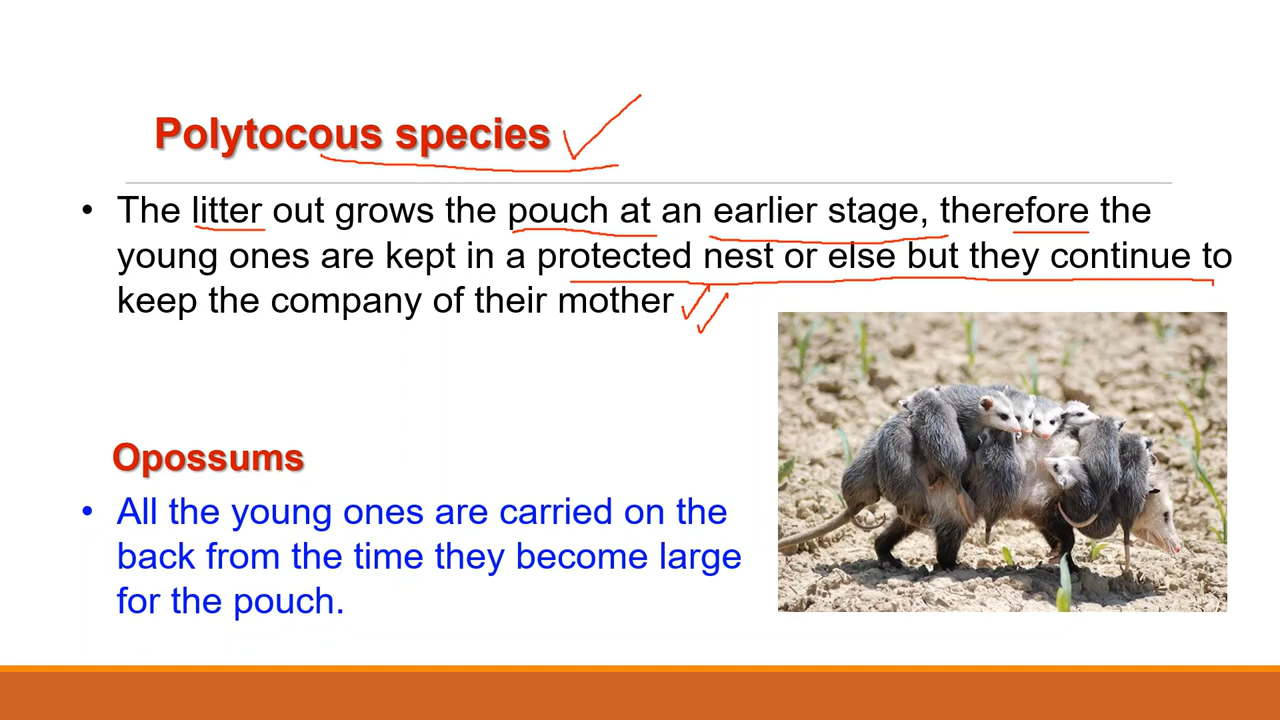 Polytocous species
• The litter out grows the pouch at an earlier stage, therefore the
young ones are kept in a protected nest or else but they continue to
keep the company of their mother
Opossums
• All the young ones are carried on the
back from the time they become large
for the pouch.